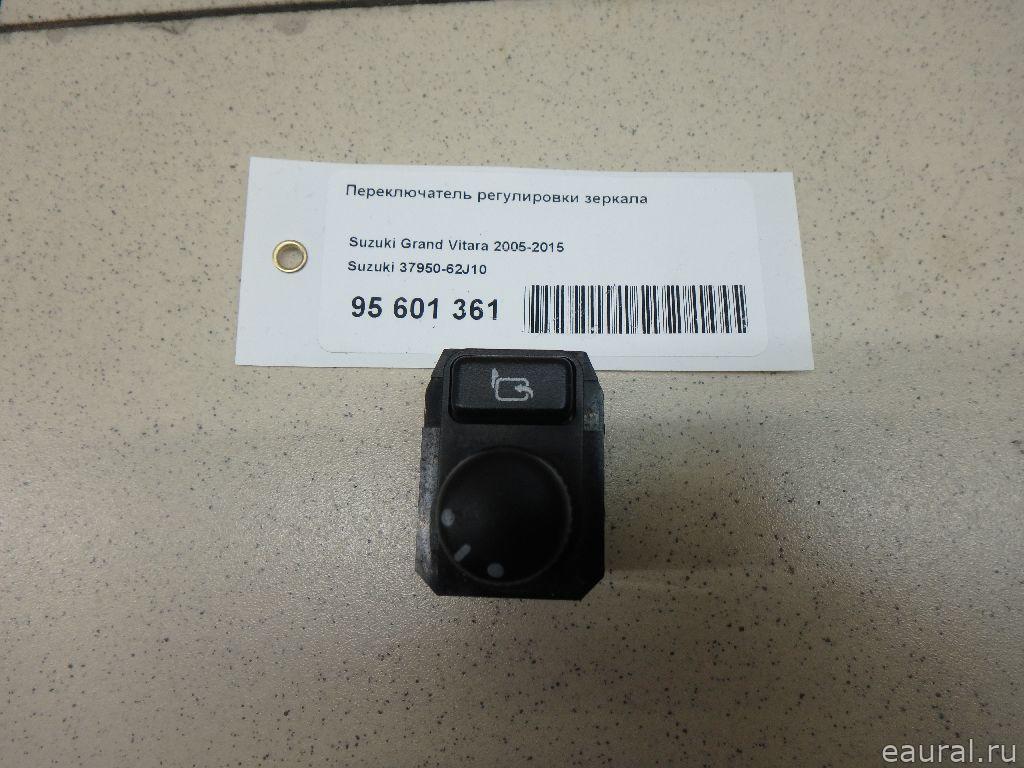 Переключатель регулировки зеркала
Suzuki Grand Vitara 2005-2015
Suzuki 37950-62J10
95 601 361
eaural.ru